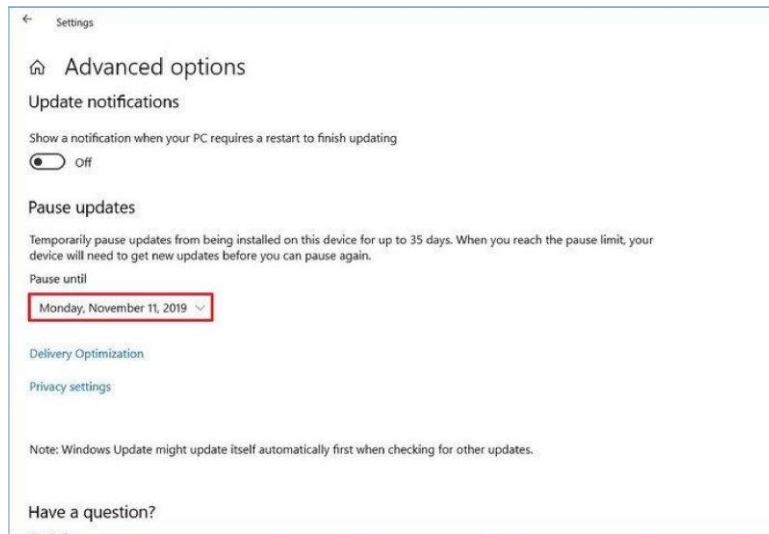 Settings
Advanced options
Update notifications
Show a notification when your PC requires a restart to finish updating
Off
Pause updates
Temporarily pause updates from being installed on this device for up to 35 days. When you reach the pause limit, your
device will need to get new updates before you can pause again.
Pause until
Monday, November 11, 2019
Delivery Optimization
Privacy settings
Note: Windows Update might update itself automatically first when checking for other updates.
Have a question?